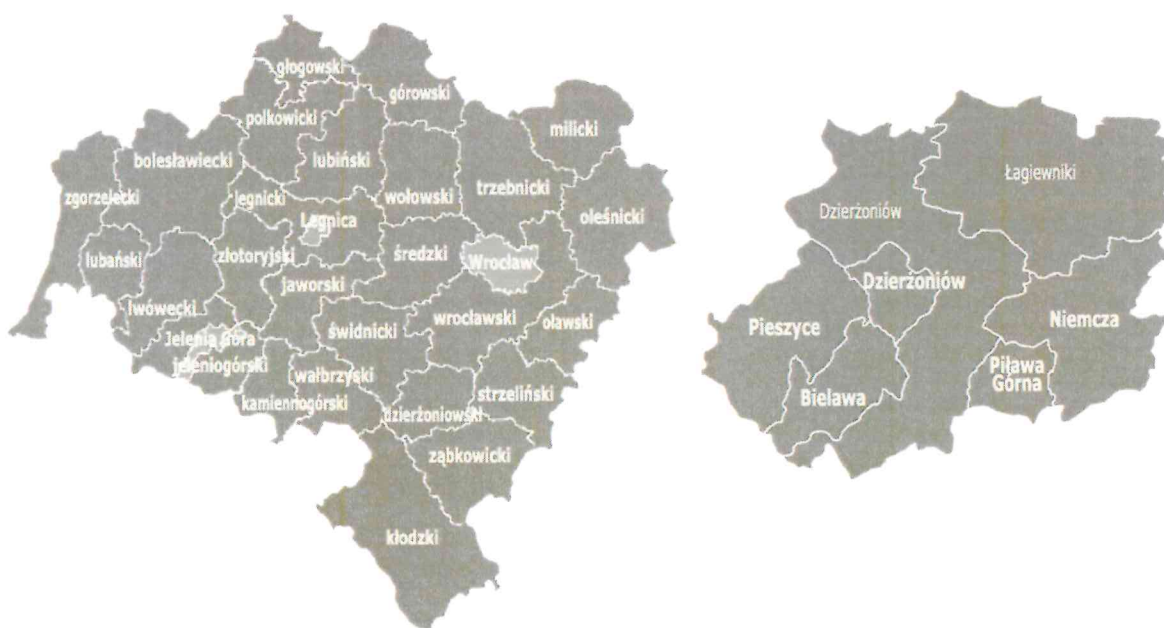 głogowski
górowski
polkowicki
milicki
bolesławiecki
lubiński
zgorzelecki
legnicki
wołowski
trzebnicki
oleśnicki
Legnica
lubański
złotoryjski
średzki
Wrocław
jaworski
lwówecki
świdnicki
wrocławski
oławski
Jelenia Góra
jeleniogórski
wałbrzyski
strzeliński
kamiennogórski
dzierżoniowski
ząbkowicki
kłodzki
Łagiewniki
Dzierżoniów
Dzierżoniów
Pieszyce
Niemcza
Piława
Górna
Bielawa